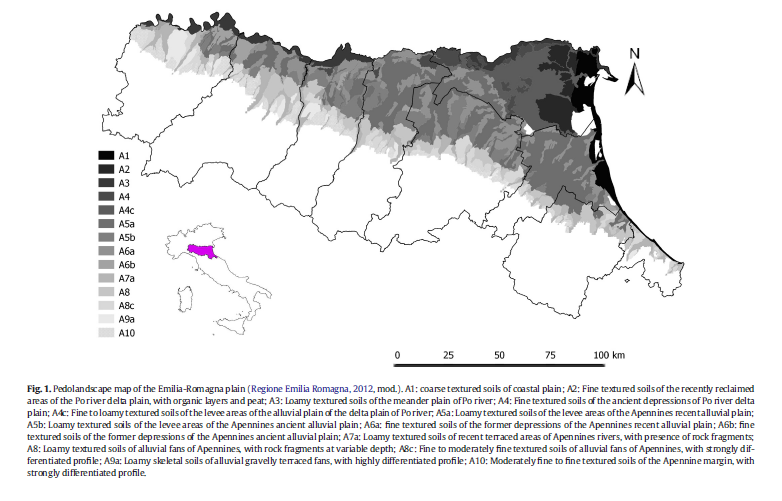 N
A1
A2
A3
A4
A4c
A5a
A5b
A6a
A6b
A7a
A8
A8c
A9a
A10
0 25 50 75 100 km
Fig. 1. Pedolandscape map of the Emilia-Romagna plain (Regione Emilia Romagna, 2012, mod.). A1: coarse textured soils of coastal plain; A2: Fine textured soils of the recently reclaimed
areas of the Po river delta plain, with organic layers and peat; A3: Loamy textured soils of the meander plain of Po river; A4: Fine textured soils of the ancient depressions of Po river delta
plain; A4c: Fine to loamy textured soils of the levee areas of the alluvial plain of the delta plain of Po river; A5a: Loamy textured soils of the levee areas of the Apennines recent alluvial plain;
A5b: Loamy textured soils of the levee areas of the Apennines ancient alluvial plain; A6a: fine textured soils of the former depressions of the Apennines recent alluvial plain; A6b: fine
textured soils of the former depressions of the Apennines ancient alluvial plain; A7a: Loamy textured soils of recent terraced areas of Apennines rivers, with presence of rock fragments;
A8: Loamy textured soils of alluvial fans of Apennines, with rock fragments at variable depth; A8c: Fine to moderately fine textured soils of alluvial fans of Apennines, with strongly dif-
ferentiated profile; A9a: Loamy skeletal soils of alluvial gravelly terraced fans, with highly differentiated profile; A10: Moderately fine to fine textured soils of the Apennine margin, with
strongly differentiated profile.